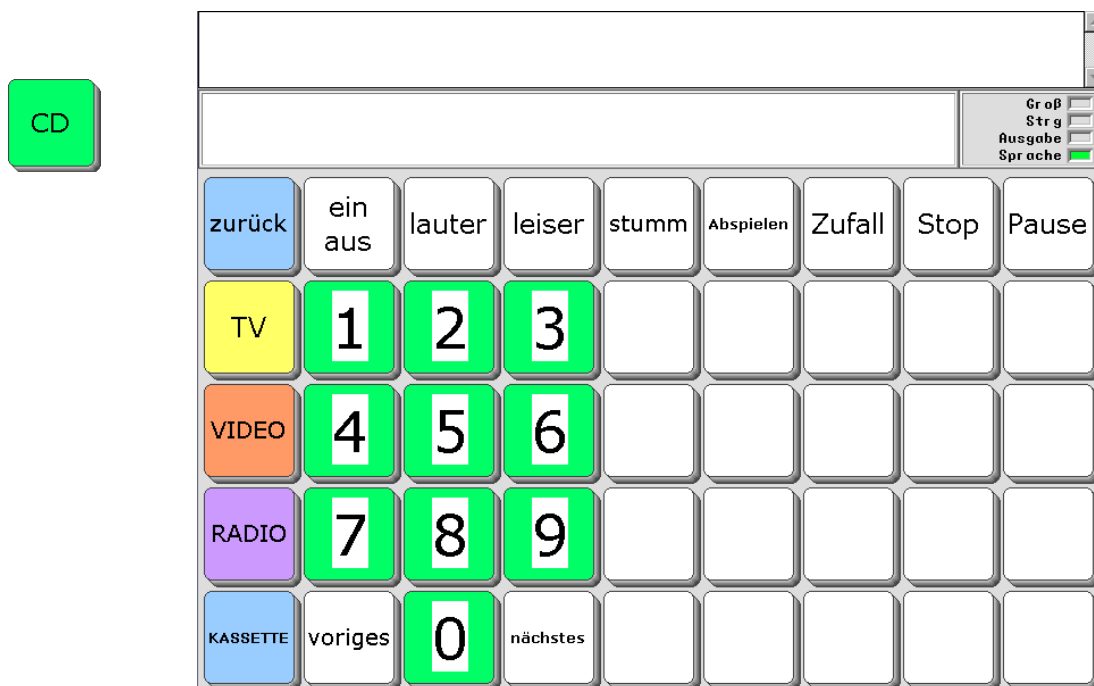 CD
Groß
Strg
Ausgabe
Sprache
zurück
ein
aus
lauter
leiser
stumm
Abspielen
Zufall
Stop
Pause
TV
1
2
3
VIDEO
4
5
6
RADIO
7
8
9
KASSETTE
voriges
0
nächstes